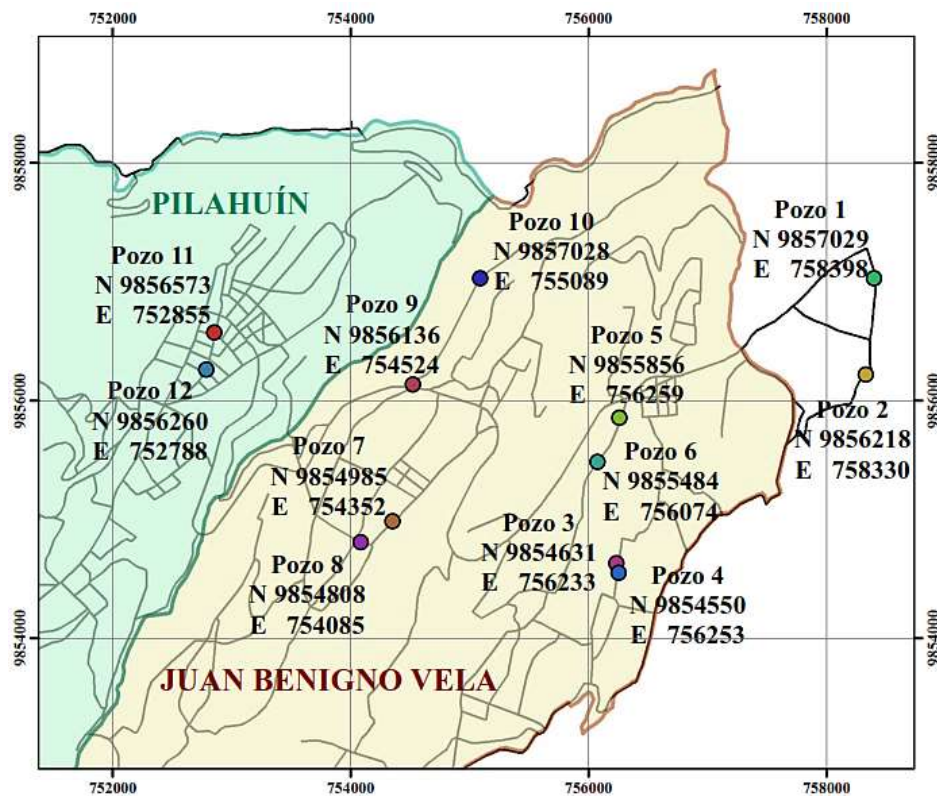 752000
754000
756000
758000
9858000
9858000
PILAHUÍN
Pozo 1
N 9857029
E 758398
Pozo 10
N 9857028
E 755089
Pozo 11
N 9856573
E 752855
Pozo 9
N 9856136
E 754524
Pozo 5
N 9855856
E 756259
Pozo 12
N 9856260
E 752788
9856000
9856000
Pozo 2
N 9856218
E 758330
Pozo 7
N 9854985
E 754352
Pozo 6
N 9855484
E 756074
Pozo 3
N 9854631
E 756233
Pozo 8
N 9854808
E 754085
Pozo 4
N 9854550
E 756253
9854000
9854000
JUAN BENIGNO VELA
752000
754000
756000
758000